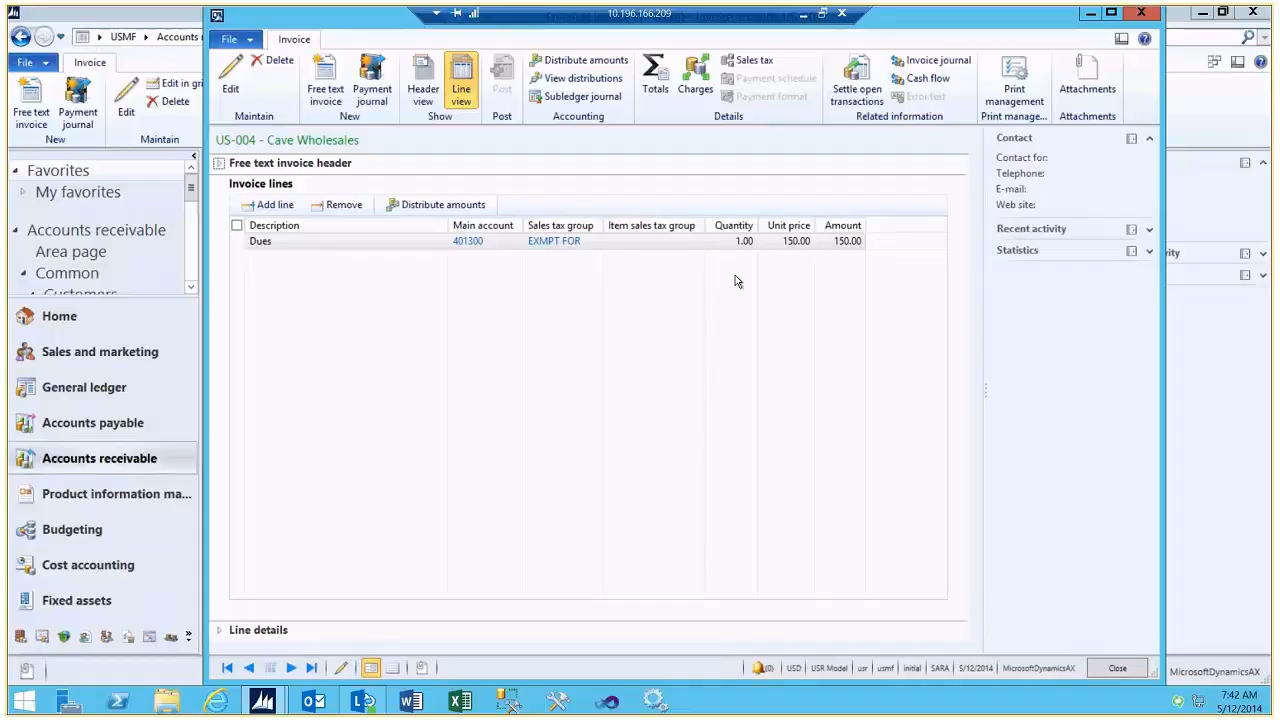 10.196.166.209
USMF
Accounts r
File
Invoice
Edit in gri
Delete
Free text invoice
Payment journal
Edit
New
Maintain
Favorites
My favorites
Accounts receivable
Area page
Common
Customers
Home
Sales and marketing
General ledger
Accounts payable
Accounts receivable
Product information ma...
Budgeting
Cost accounting
Fixed assets
File
Invoice
Edit
Delete
Maintain
Free text invoice
Payment journal
New
Header view
Line view
Show
Post
Post
Distribute amounts
View distributions
Subledger journal
Accounting
Totals
Charges
Sales tax
Payment schedule
Payment format
Details
Settle open transactions
Invoice journal
Cash flow
Error test
Related information
Print management
Print manage...
Attachments
Attachments
US-004 - Cave Wholesales
Free text invoice header
Invoice lines
Add line
Remove
Distribute amounts
Description Main account Sales tax group Item sales tax group Quantity Unit price Amount
Dues 401300 EXMPT FOR 1.00 150.00 150.00
Line details
Contact
Contact for:
Telephone:
E-mail:
Web site:
Recent activity
Statistics
ity
(0) USD USR Model usr usmf initial SARA 5/12/2014 MicrosoftDynamicsAX
Close
MicrosoftDynamicsAX
7:42 AM
5/12/2014